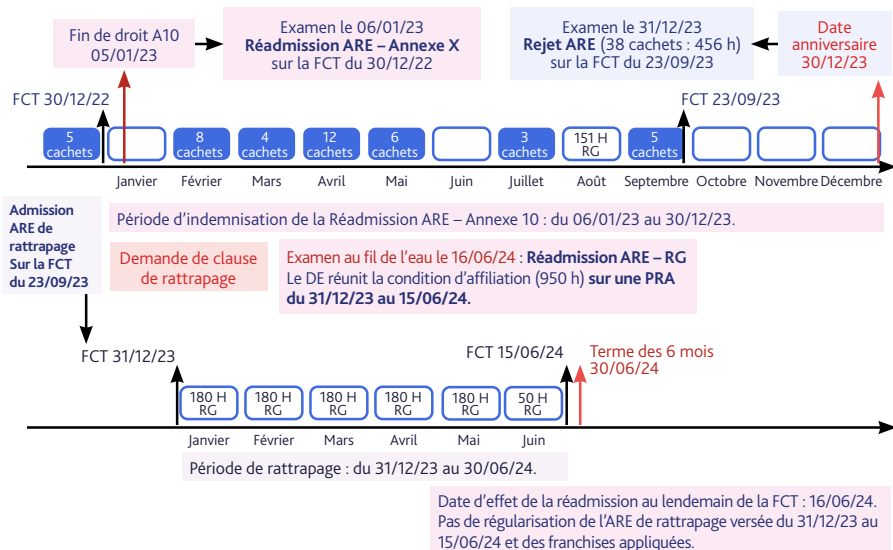 Fin de droit A10
05/01/23
Examen le 06/01/23
Réadmission ARE – Annexe X
sur la FCT du 30/12/22
Examen le 31/12/23
Rejet ARE (38 cachets : 456 h)
sur la FCT du 23/09/23
Date
anniversaire
30/12/23
FCT 30/12/22
FCT 23/09/23
5
cachets
8
cachets
4
cachets
12
cachets
6
cachets
3
cachets
151 H
RG
5
cachets
Janvier
Février
Mars
Avril
Mai
Juin
Juillet
Août
Septembre
Octobre
Novembre
Décembre
Admission
ARE de
rattrapage
Sur la FCT
du 23/09/23
Période d'indemnisation de la Réadmission ARE – Annexe 10 : du 06/01/23 au 30/12/23.
Demande de clause
de rattrapage
Examen au fil de l'eau le 16/06/24 : Réadmission ARE – RG
Le DE réunit la condition d'affiliation (950 h) sur une PRA
du 31/12/23 au 15/06/24.
FCT 31/12/23
FCT 15/06/24
Terme des 6 mois
30/06/24
180 H
RG
180 H
RG
180 H
RG
180 H
RG
180 H
RG
50 H
RG
Janvier
Février
Mars
Avril
Mai
Juin
Période de rattrapage : du 31/12/23 au 30/06/24.
Date d'effet de la réadmission au lendemain de la FCT : 16/06/24.
Pas de régularisation de l'ARE de rattrapage versée du 31/12/23 au
15/06/24 et des franchises appliquées.